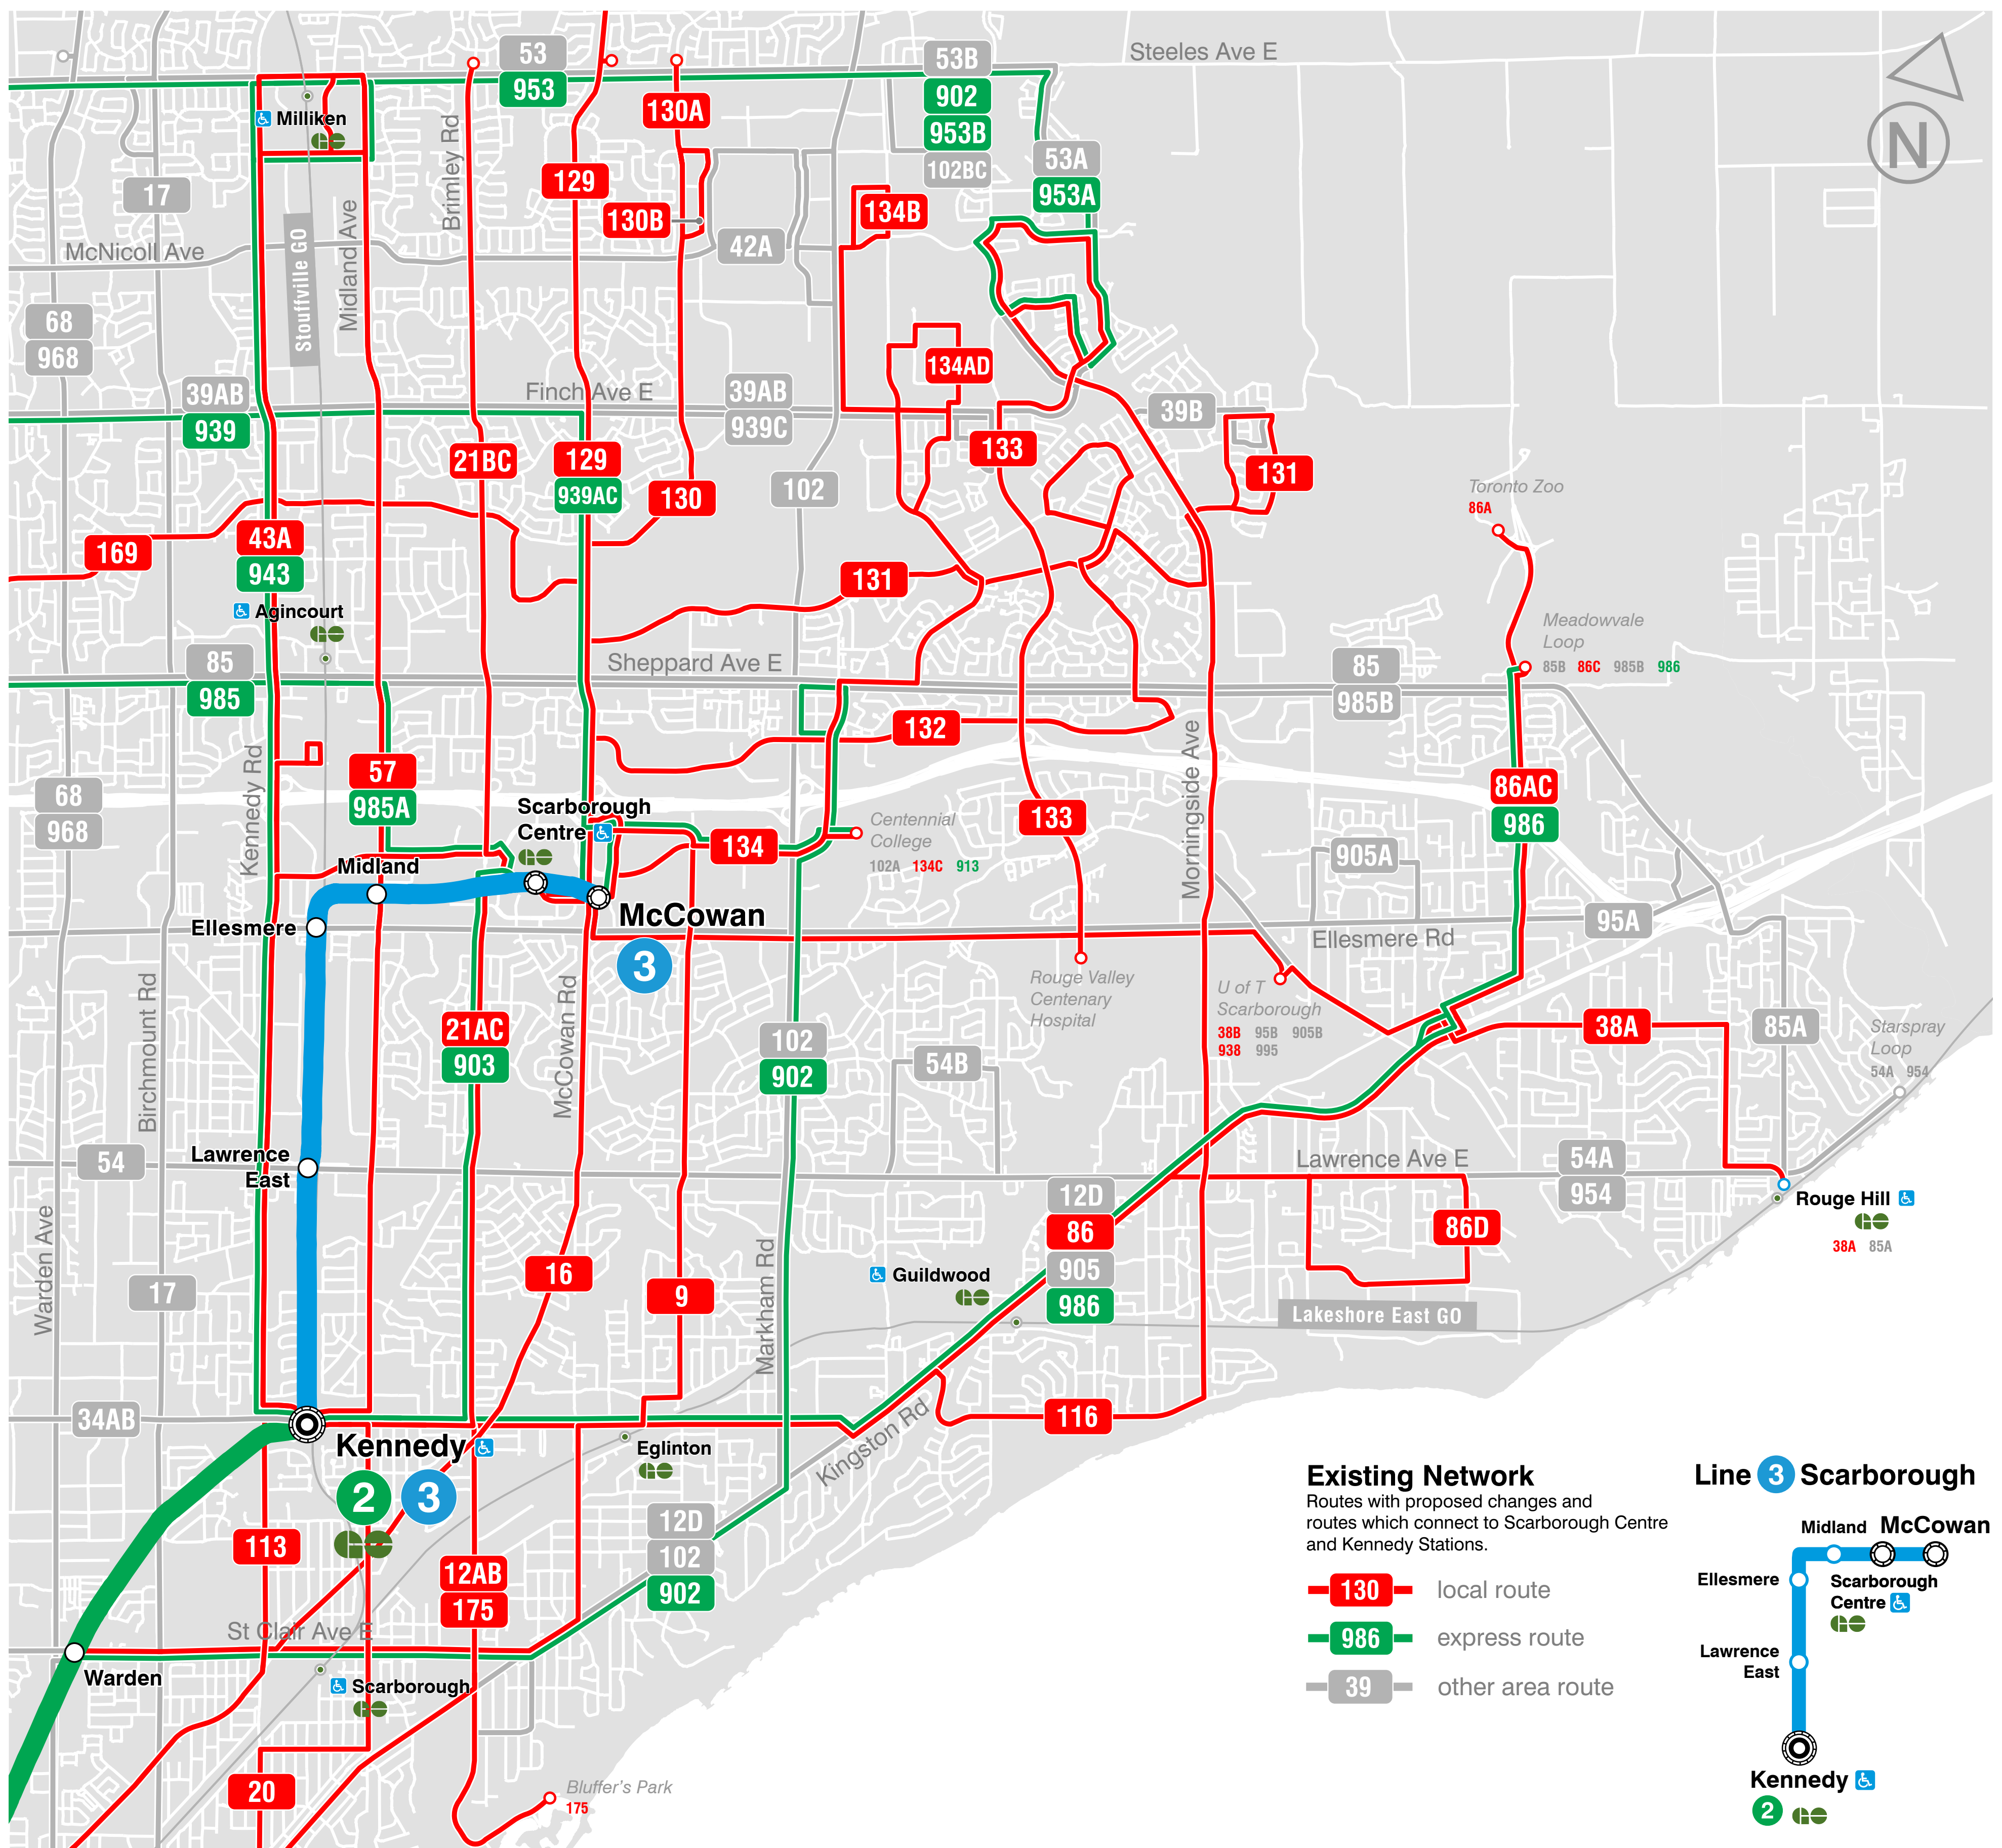 Steeles Ave E
53
953
53B
902
953B
102BC
53A
953A
130A
Milliken
Brimley Rd
17
129
130B
134B
42A
McNicoll Ave
Stouffville GO
Midland Ave
N
68
968
39AB
939
Finch Ave E
39AB
939C
134AD
39B
133
131
21BC
129
939AC
130
102
Toronto Zoo
86A
43A
943
169
131
Agincourt
Meadowvale
Loop
85B 86C 985B 986
85
985
Sheppard Ave E
85
985B
132
Kennedy Rd
57
985A
Morningside Ave
86AC
986
68
968
Scarborough
Centre
134
Centennial
College
102A 134C 913
133
905A
Midland
McCowan
3
Ellesmere
Ellesmere Rd
95A
Birchmount Rd
McCowan Rd
Rouge Valley
Centenary
Hospital
U of T
Scarborough
38B 95B 905B
938 995
21AC
903
102
902
54B
38A
85A
Starspray
Loop
54A 954
54
Lawrence
East
Lawrence Ave E
54A
954
12D
86
905
986
86D
Rouge Hill
38A 85A
Warden Ave
17
16
9
Markham Rd
Guildwood
Lakeshore East GO
34AB
116
Kennedy
2
3
Eglinton
Kingston Rd
113
12AB
175
12D
102
902
St Clair Ave E
Warden
Scarborough
20
Bluffer's Park
175
Existing Network
Routes with proposed changes and
routes which connect to Scarborough Centre
and Kennedy Stations.
130 local route
986 express route
39 other area route
Line 3 Scarborough
Midland
McCowan
Ellesmere
Scarborough
Centre
Lawrence
East
Kennedy
2